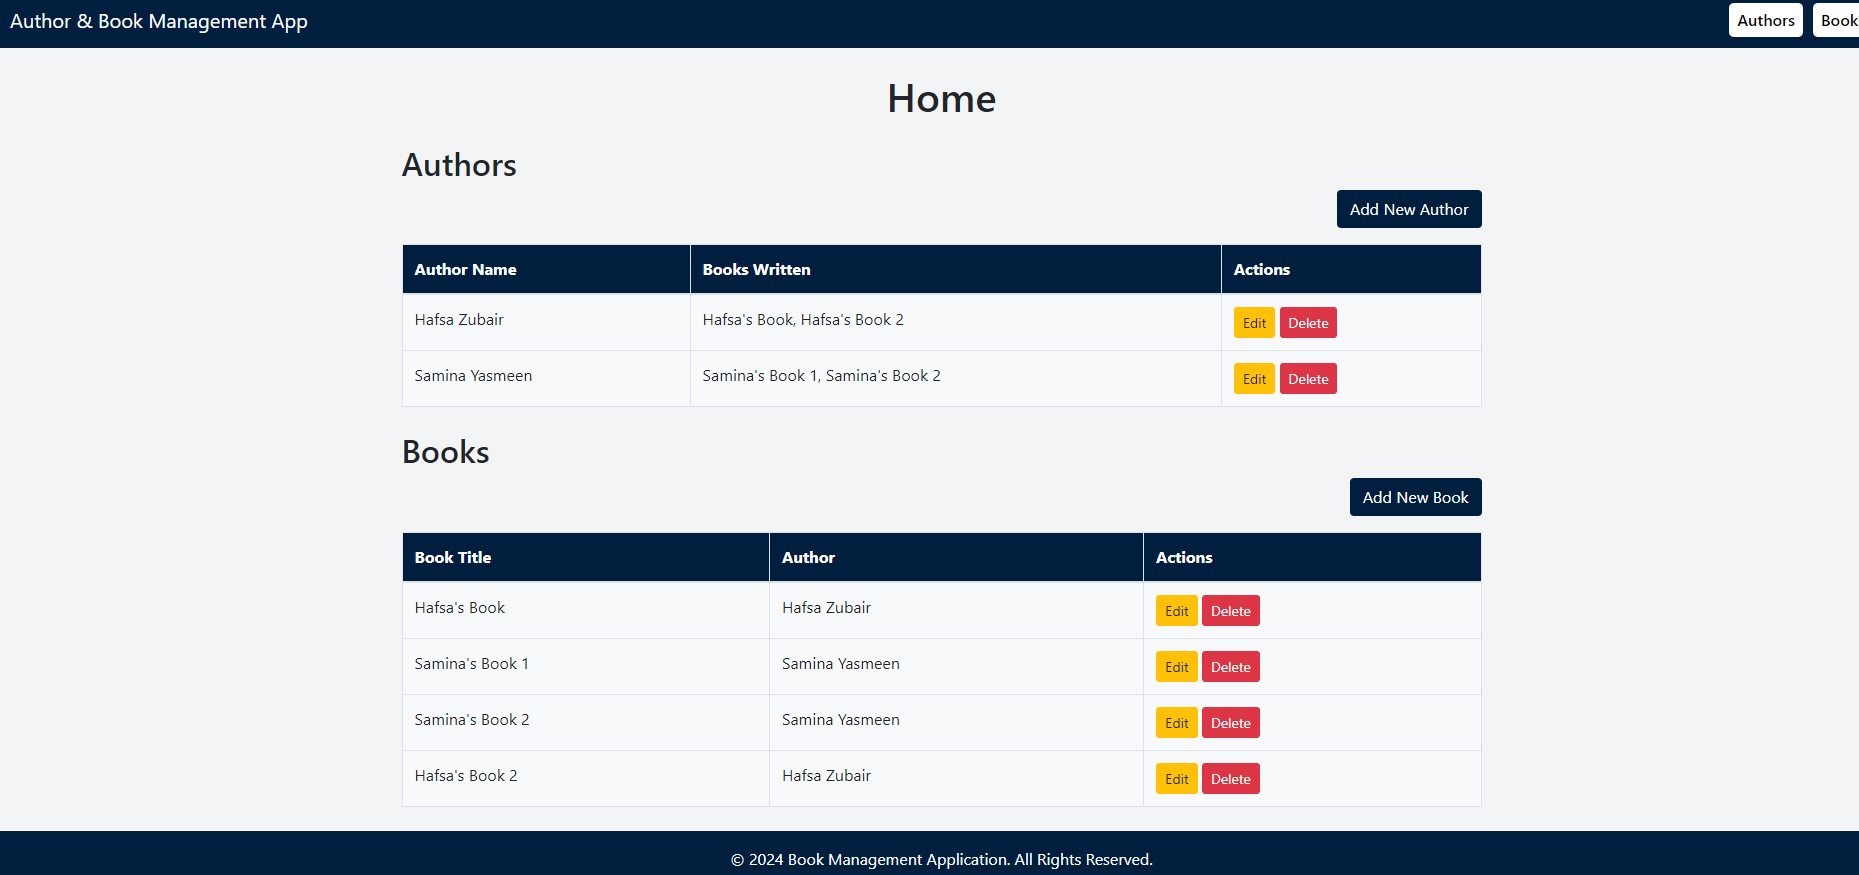 Author & Book Management App Authors Book
Home
Authors
Add New Author
Author Name Books Written Actions
Hafsa Zubair Hafsa's Book, Hafsa's Book 2 Edit Delete
Samina Yasmeen Samina's Book 1, Samina's Book 2 Edit Delete
Books
Add New Book
Book Title Author Actions
Hafsa's Book Hafsa Zubair Edit Delete
Samina's Book 1 Samina Yasmeen Edit Delete
Samina's Book 2 Samina Yasmeen Edit Delete
Hafsa's Book 2 Hafsa Zubair Edit Delete
© 2024 Book Management Application. All Rights Reserved.